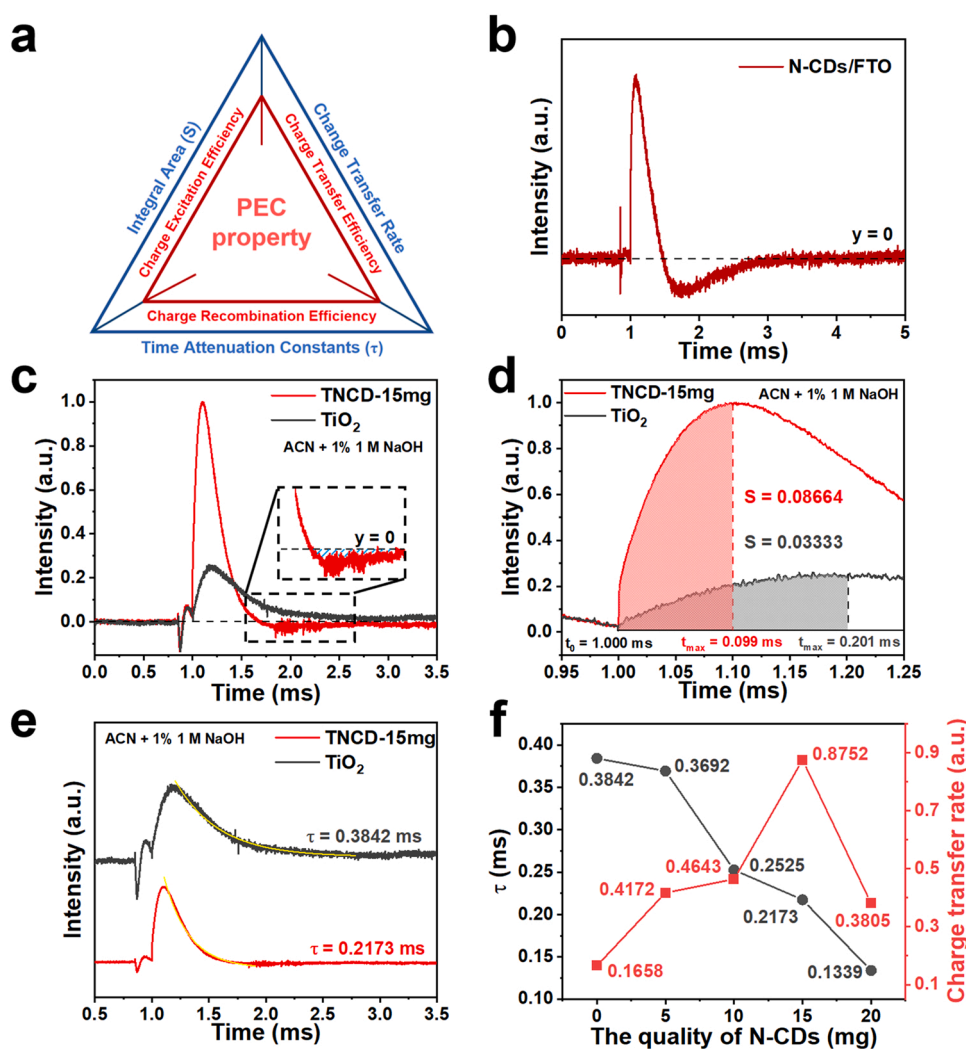 a
Integral Area (S)
Change Transfer Rate
Charge Excitation Efficiency
Charge Transfer Efficiency
PEC
property
Charge Recombination Efficiency
Time Attenuation Constants (τ)
b
N-CDs/FTO
Intensity (a.u.)
y = 0
0 1 2 3 4 5
Time (ms)
c
TNCD-15mg
TiO2
ACN + 1% 1 M NaOH
Intensity (a.u.)
1.0
0.8
0.6
0.4
0.2
0.0
y = 0
0.0 0.5 1.0 1.5 2.0 2.5 3.0 3.5
Time (ms)
d
TNCD-15mg
TiO2
ACN + 1% 1 M NaOH
Intensity (a.u.)
1.0
0.8
0.6
0.4
0.2
0.0
S = 0.08664
S = 0.03333
t0 = 1.000 ms
tmax = 0.099 ms
tmax = 0.201 ms
0.95 1.00 1.05 1.10 1.15 1.20 1.25
Time (ms)
e
ACN + 1% 1 M NaOH
TNCD-15mg
TiO2
Intensity (a.u.)
τ = 0.3842 ms
τ = 0.2173 ms
0.5 1.0 1.5 2.0 2.5 3.0 3.5
Time (ms)
f
τ (ms)
0.40
0.35
0.30
0.25
0.20
0.15
0.10
0.3842
0.3692
0.2525
0.2173
0.1339
0.1658
0.4172
0.4643
0.8752
0.3805
0.9
0.7
0.5
0.3
0.1
Charge transfer rate (a.u.)
0 5 10 15 20
The quality of N-CDs (mg)